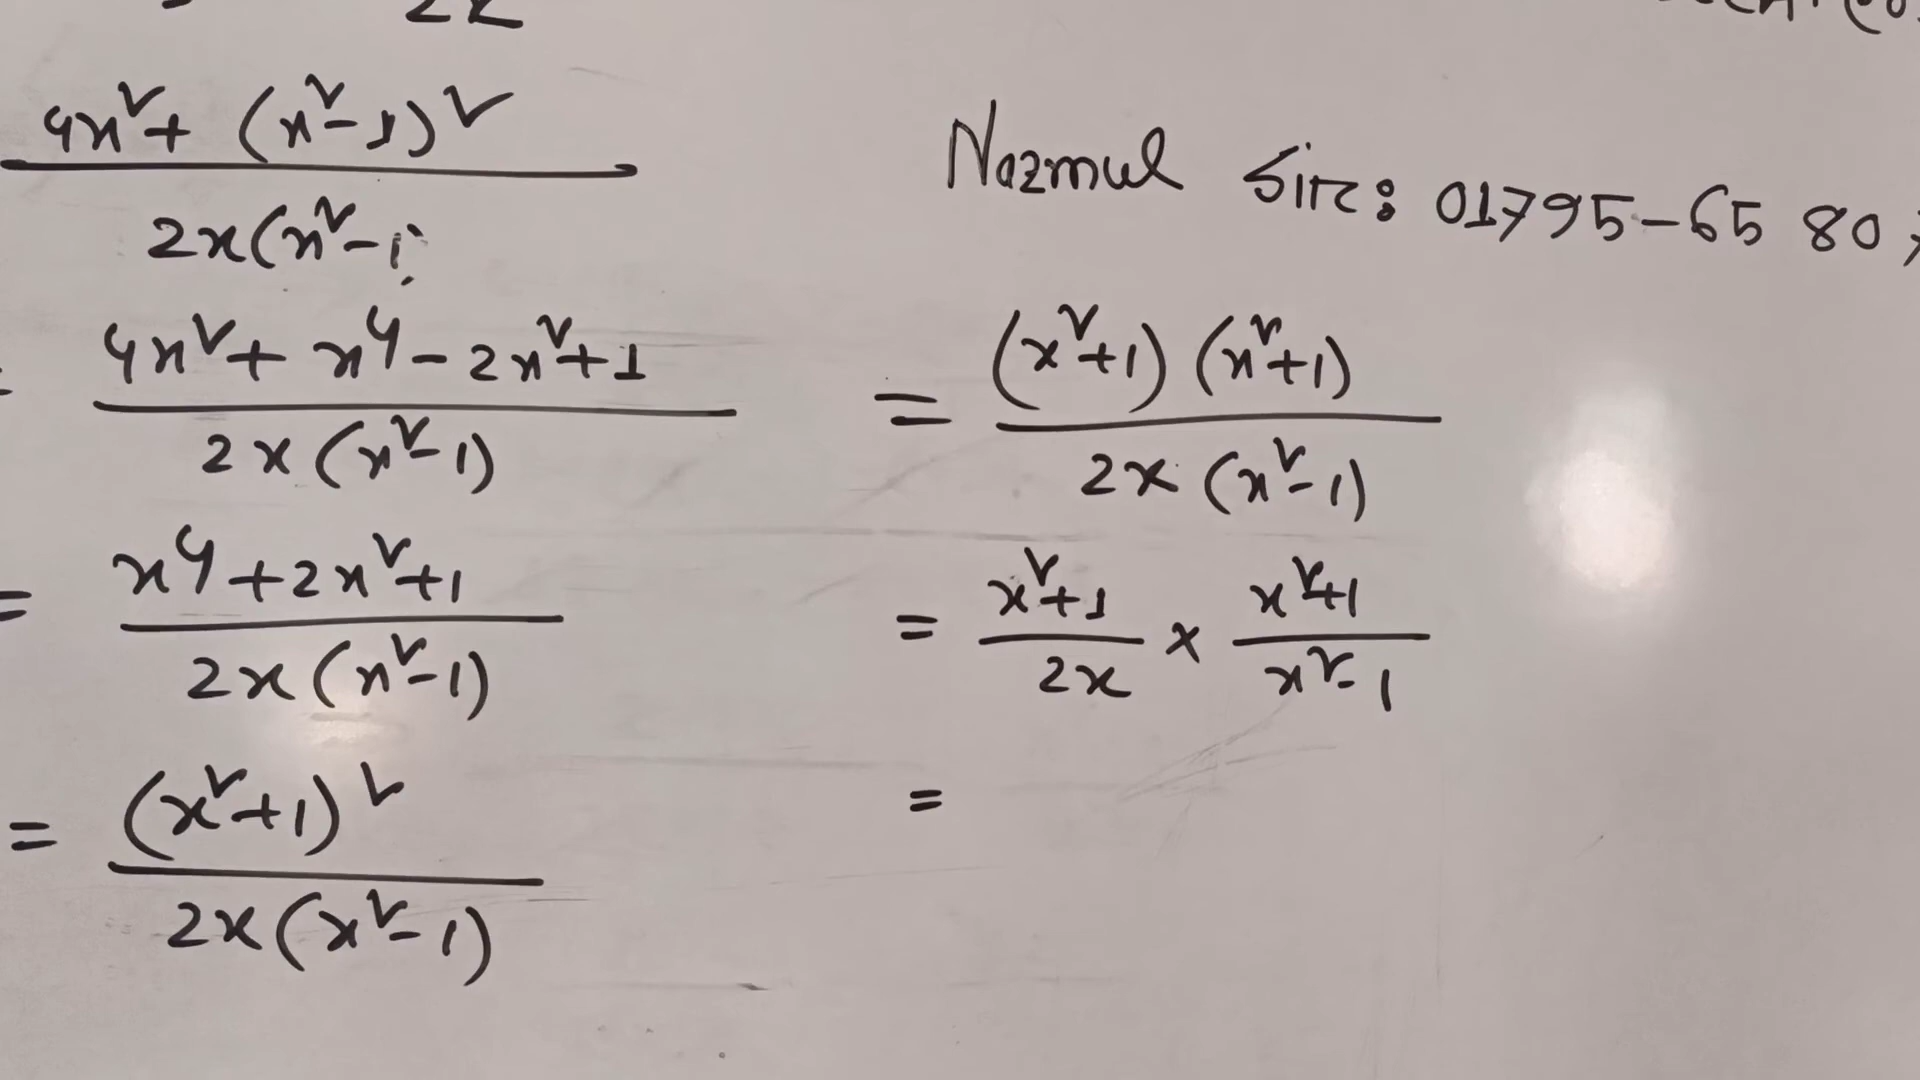 2x
4x² + (x²-1)²
2x(x²-1
4x² + x⁴ - 2x² + 1
2x (x²-1)
= x⁴ + 2x² + 1
2x (x²-1)
= (x²+1)²
2x (x²-1)
Nazmul Sir: 01795-65 80
= (x²+1) (x²+1)
2x (x²-1)
= x²+1 × x²+1
2x x²-1
=